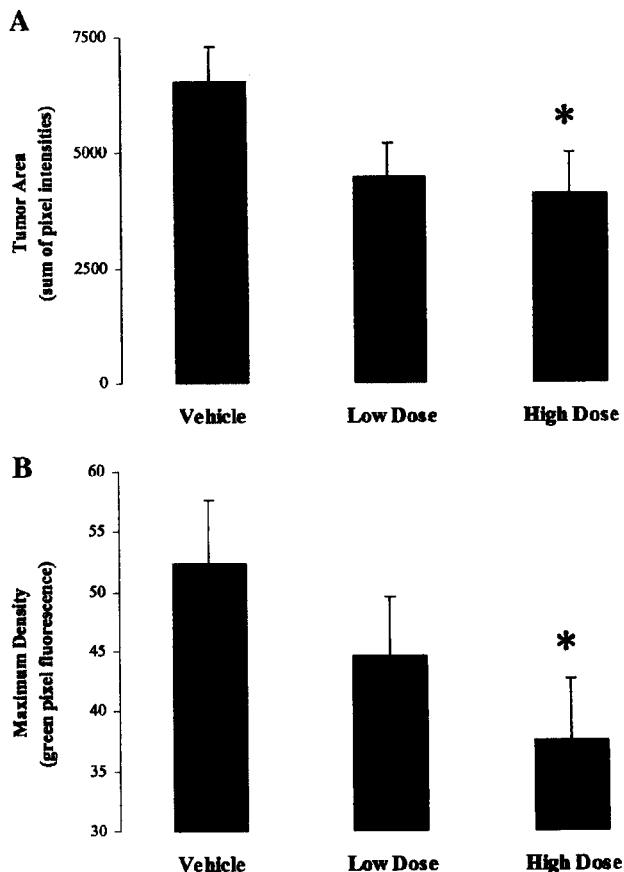 A
7500
5000
2500
0
Tumor Area
(sum of pixel intensities)
*
Vehicle
Low Dose
High Dose
B
60
55
50
45
40
35
30
Maximum Density
(green pixel fluorescence)
*
Vehicle
Low Dose
High Dose